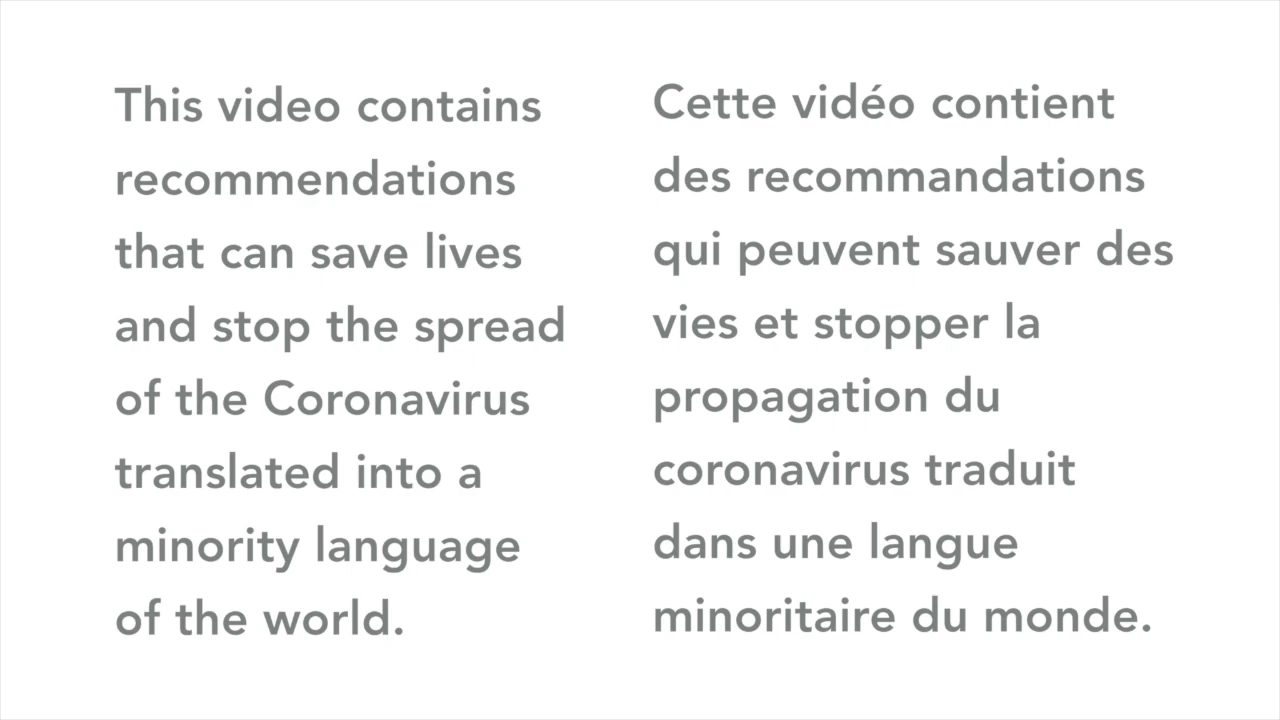 This video contains
recommendations
that can save lives
and stop the spread
of the Coronavirus
translated into a
minority language
of the world.
Cette vidéo contient
des recommandations
qui peuvent sauver des
vies et stopper la
propagation du
coronavirus traduit
dans une langue
minoritaire du monde.